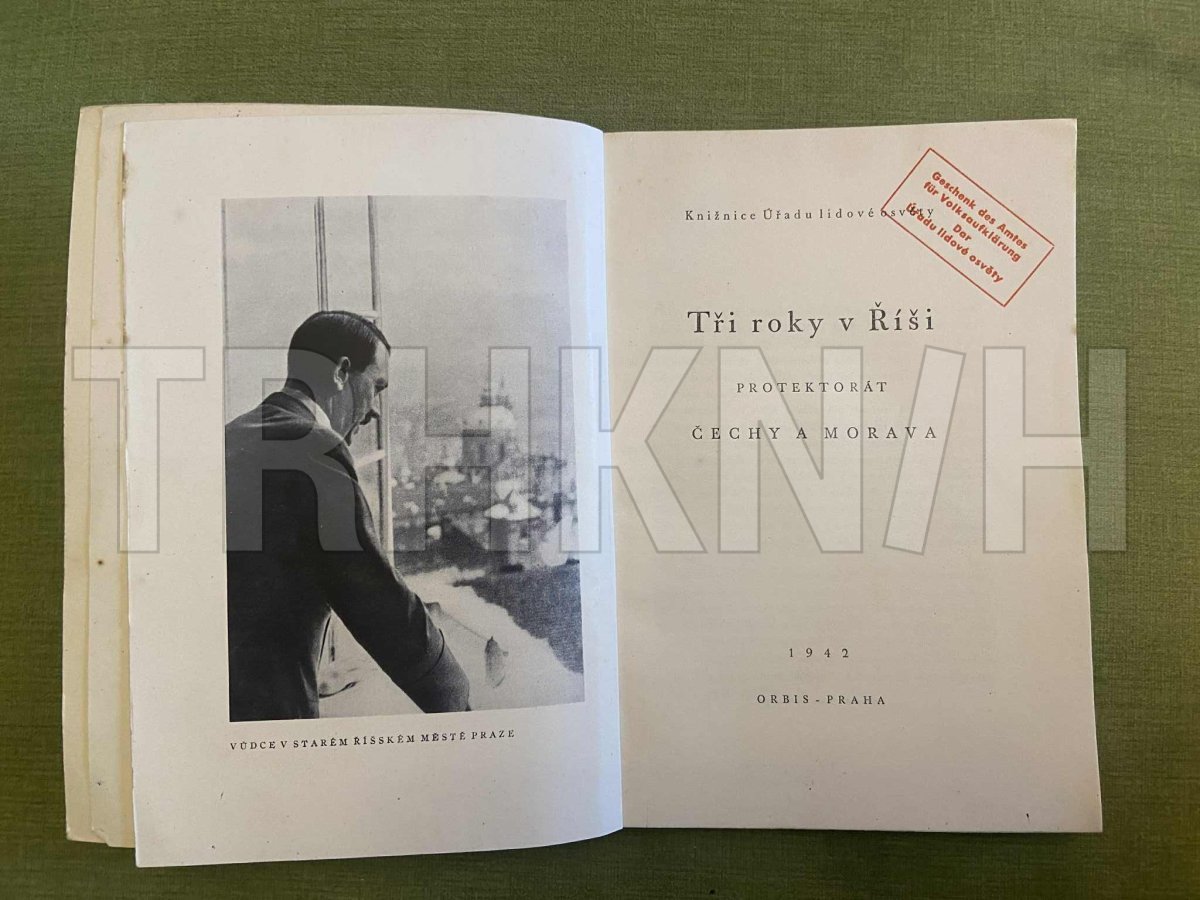 VŮDCE V STARÉM ŘÍŠSKÉM MĚSTĚ PRAZE
Knižnice Úřadu lidové osvěty
Geschenk des Amtes
für Volksaufklärung
Dar
Úřadu lidové osvěty
Tři roky v Říši
PROTEKTORÁT
ČECHY A MORAVA
1942
ORBIS - PRAHA
TRHKNIH